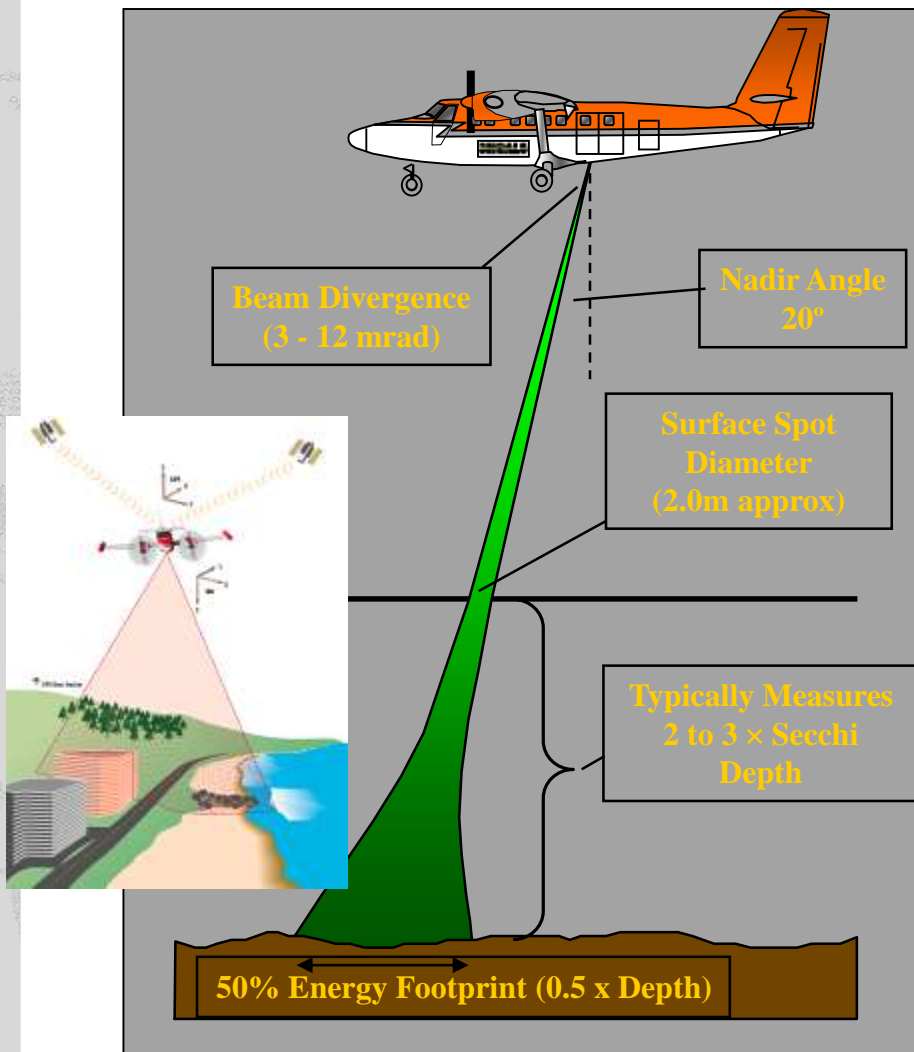 Beam Divergence
(3 - 12 mrad)
Nadir Angle
20º
Surface Spot
Diameter
(2.0m approx)
Typically Measures
2 to 3 × Secchi
Depth
50% Energy Footprint (0.5 x Depth)